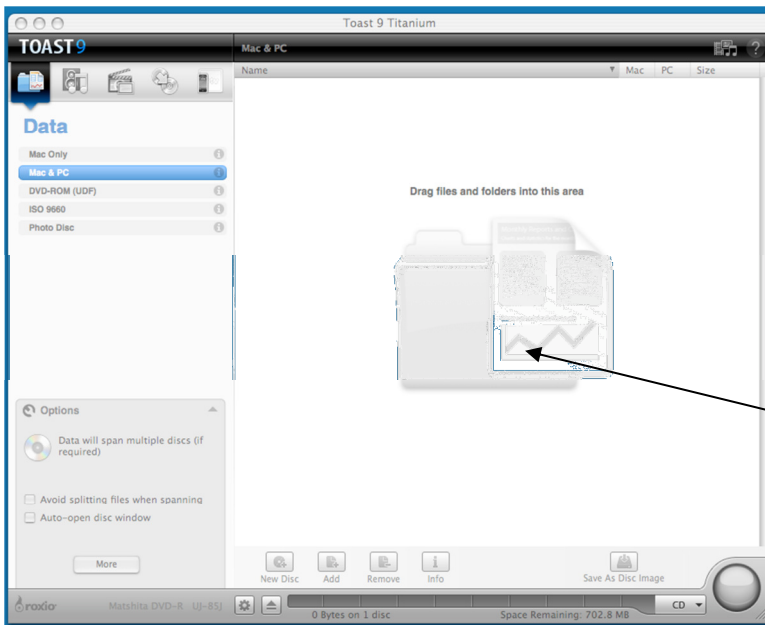 Toast 9 Titanium
TOAST 9
Mac & PC
?
Name Mac PC Size
Data
Mac Only
Mac & PC
DVD-ROM (UDF)
ISO 9660
Photo Disc
Drag files and folders into this area
Options
Data will span multiple discs (if
required)
Avoid splitting files when spanning
Auto-open disc window
More
New Disc Add Remove Info Save As Disc Image
roxio Matshita DVD-R UJ-85J
0 Bytes on 1 disc Space Remaining: 702.8 MB CD